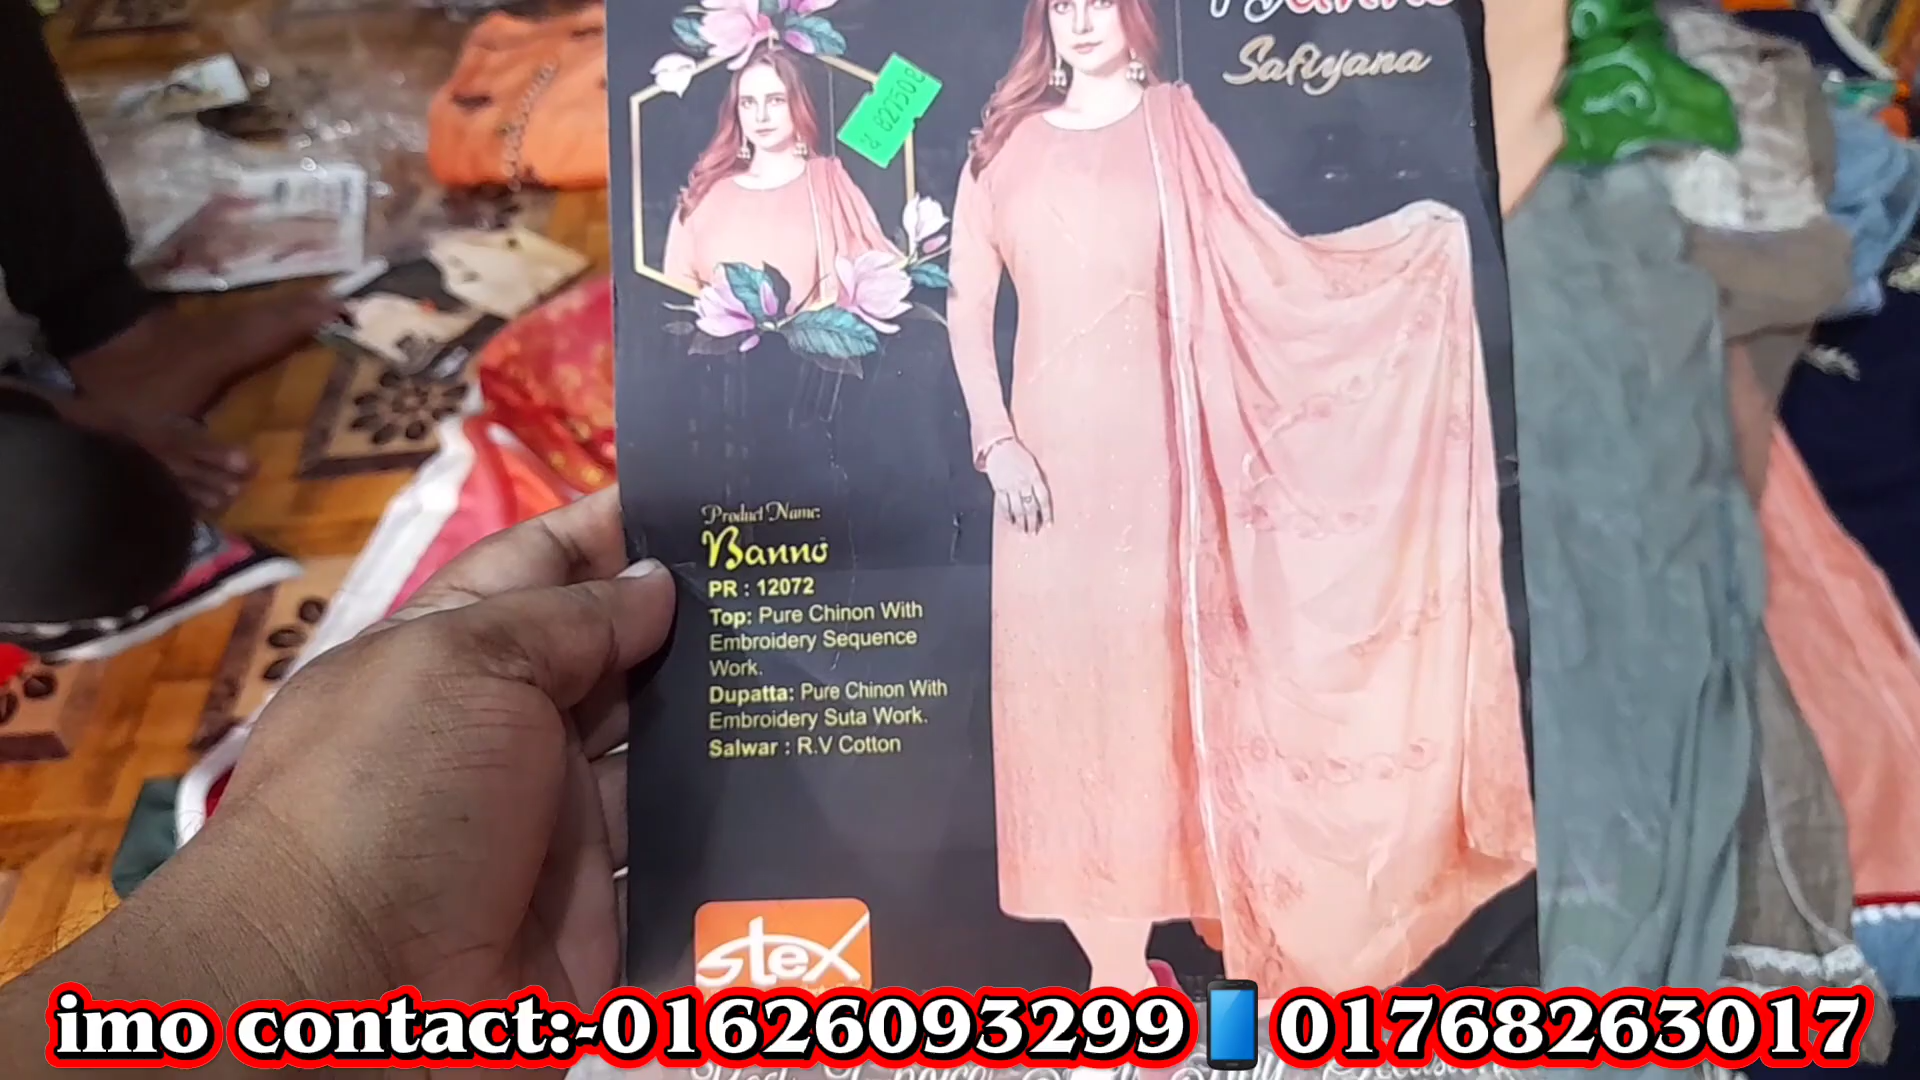 Banno
Safiyana
Product Name:
Banno
PR : 12072
Top: Pure Chinon With
Embroidery Sequence
Work.
Dupatta: Pure Chinon With
Embroidery Suta Work.
Salwar : R.V Cotton
stex
imo contact:-01626093299📱01768263017